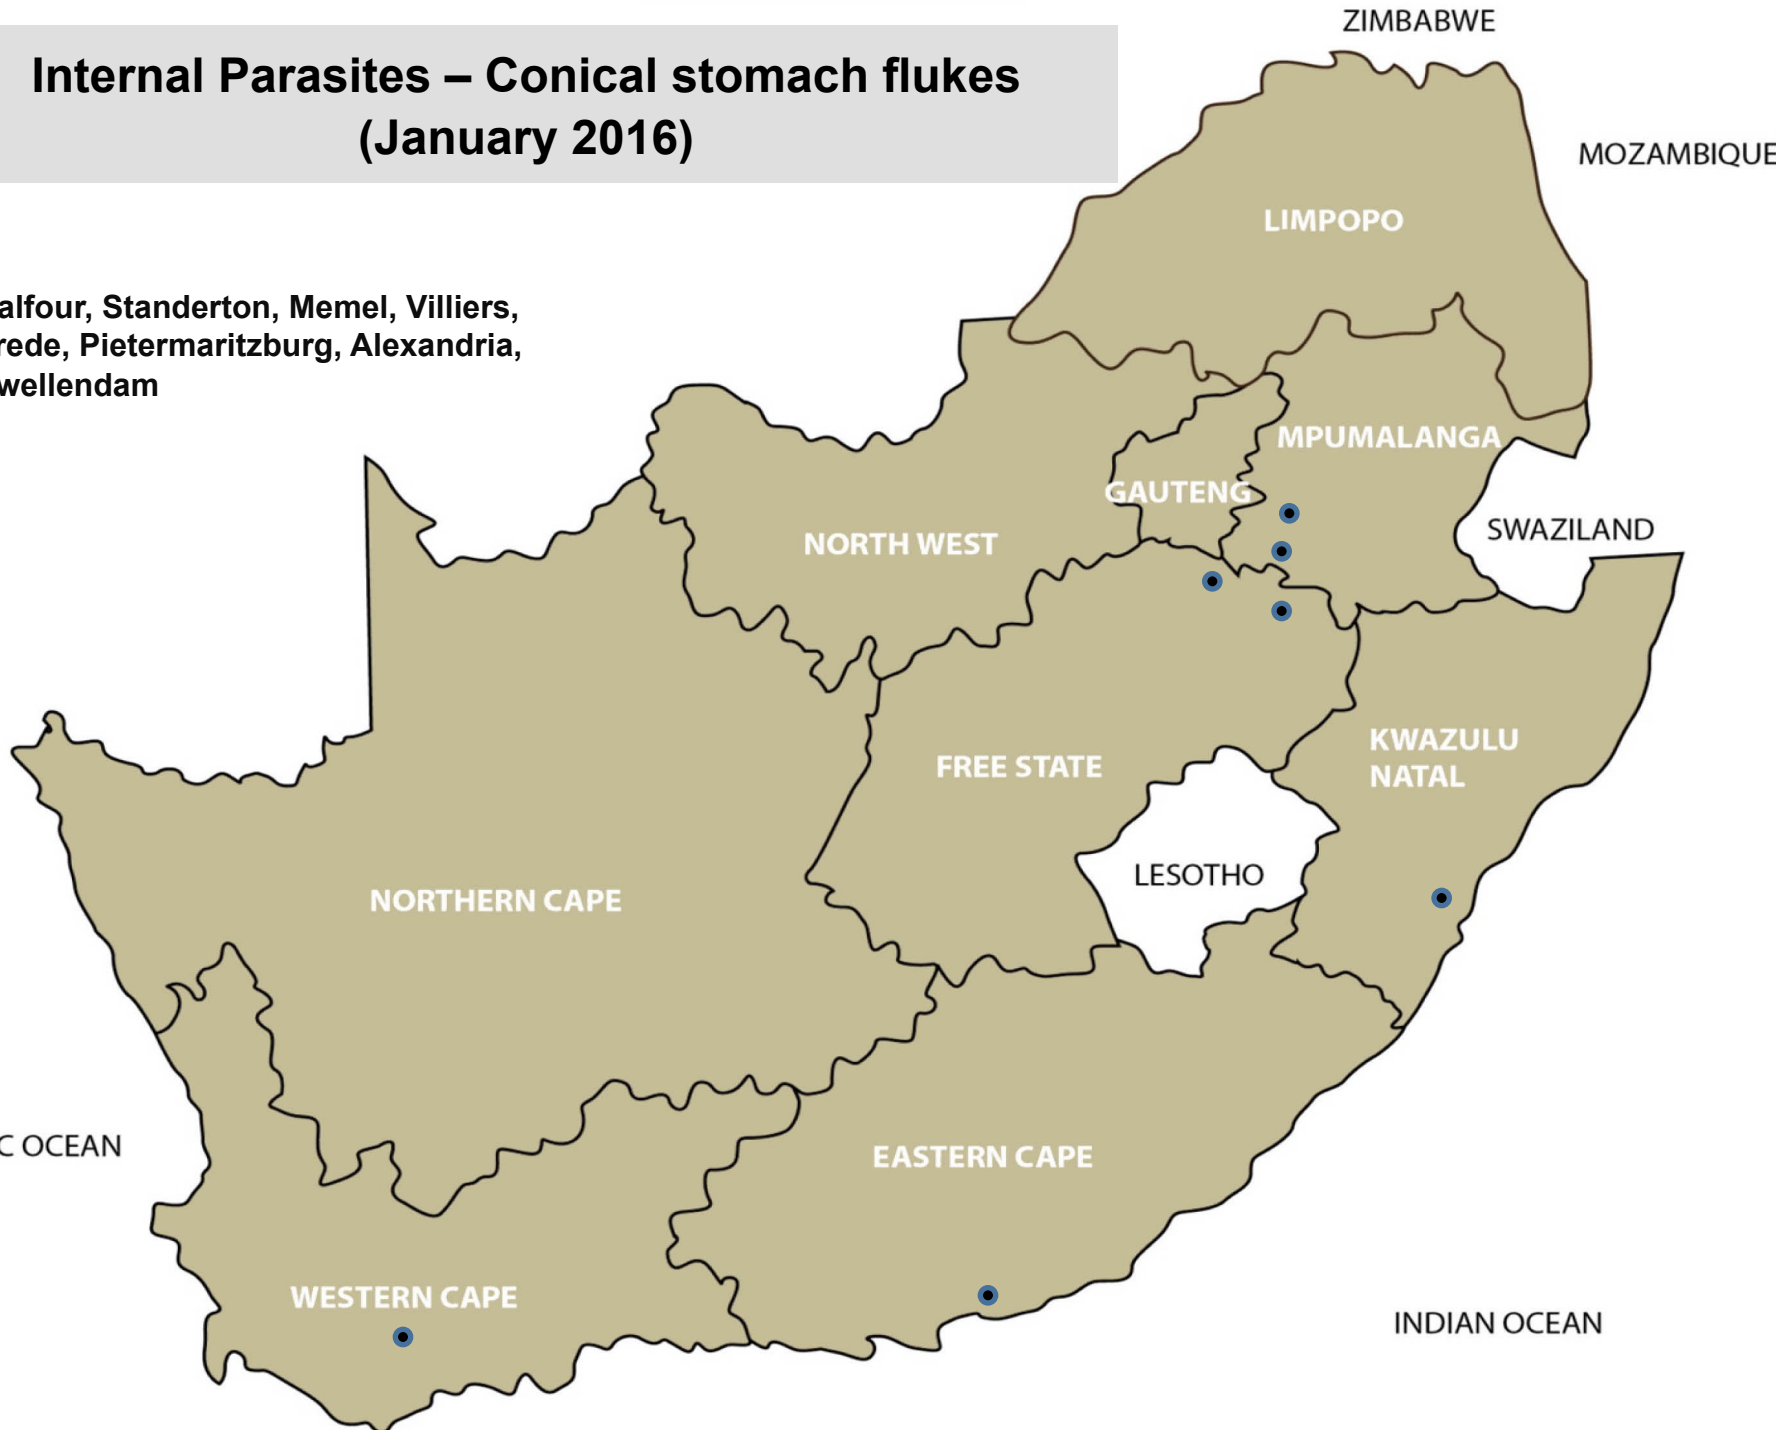 ZIMBABWE
Internal Parasites – Conical stomach flukes
(January 2016)
MOZAMBIQUE
LIMPOPO
alfour, Standerton, Memel, Villiers,
rede, Pietermaritzburg, Alexandria,
wellendam
MPUMALANGA
GAUTENG
SWAZILAND
NORTH WEST
KWAZULU
NATAL
FREE STATE
LESOTHO
NORTHERN CAPE
C OCEAN
EASTERN CAPE
WESTERN CAPE
INDIAN OCEAN